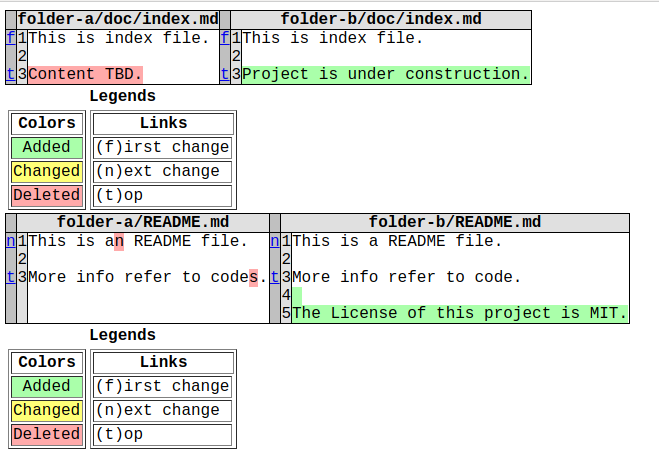 folder-a/doc/index.md folder-b/doc/index.md
f 1 This is index file. f 1 This is index file.
2 2
t 3 Content TBD. t 3 Project is under construction.
Legends
Colors Links
Added (f)irst change
Changed (n)ext change
Deleted (t)op
folder-a/README.md folder-b/README.md
n 1 This is an README file. n 1 This is a README file.
2 2
t 3 More info refer to codes. t 3 More info refer to code.
4
5 The License of this project is MIT.
Legends
Colors Links
Added (f)irst change
Changed (n)ext change
Deleted (t)op